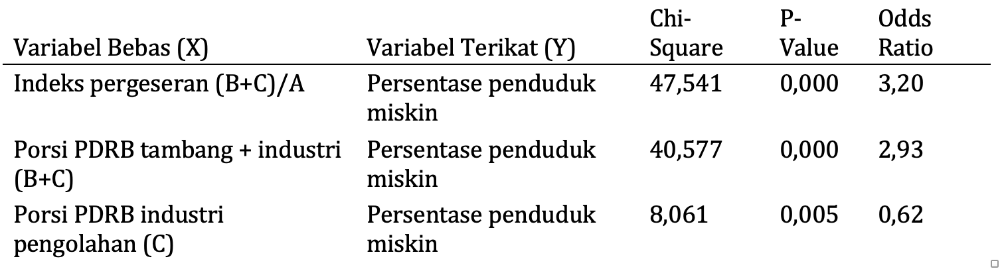 Variabel Bebas (X) Variabel Terikat (Y) Chi-Square P-Value Odds Ratio
Indeks pergeseran (B+C)/A Persentase penduduk miskin 47,541 0,000 3,20
Porsi PDRB tambang + industri (B+C) Persentase penduduk miskin 40,577 0,000 2,93
Porsi PDRB industri pengolahan (C) Persentase penduduk miskin 8,061 0,005 0,62